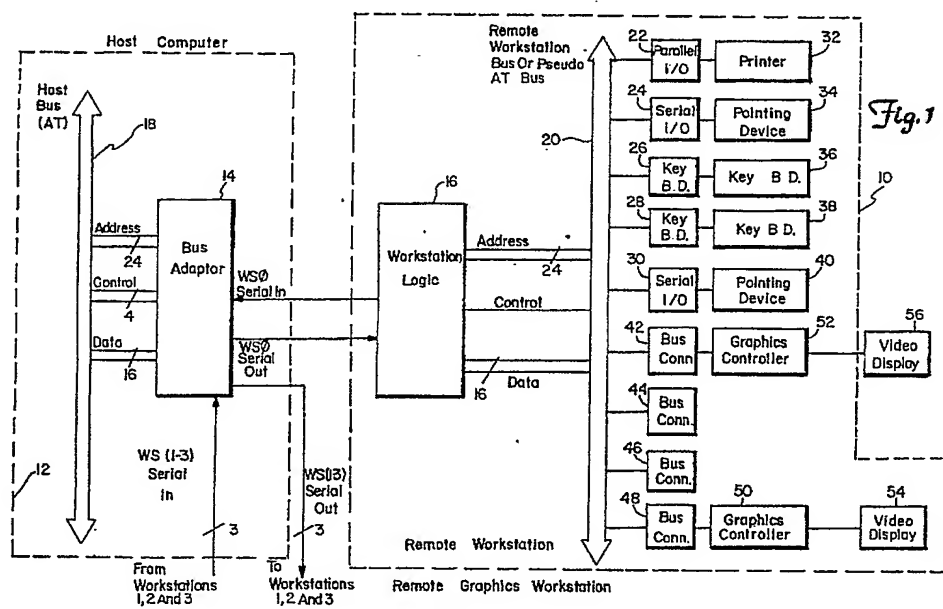 Host Computer
Host
Bus
(AT)
18
14
Bus
Adaptor
Address
24
Control
4
Data
16
12
WSØ
Serial In
WSØ
Serial
Out
WS (1-3)
Serial
In
3
WS(13)
Serial
Out
3
From
Workstations
1, 2 And 3
To
Workstations
1, 2 And 3
16
Workstation
Logic
Address
24
Control
16
Data
Remote
Workstation
Bus Or Pseudo
AT Bus
20
22
Parallel
I/O
32
Printer
24
Serial
I/O
34
Pointing
Device
26
Key
B.D.
36
Key B D.
28
Key
B.D.
38
Key B D.
30
Serial
I/O
40
Pointing
Device
42
Bus
Conn
52
Graphics
Controller
56
Video
Display
44
Bus
Conn.
46
Bus
Conn.
48
Bus
Conn.
50
Graphics
Controller
54
Video
Display
10
Fig. 1
Remote Workstation
Remote Graphics Workstation